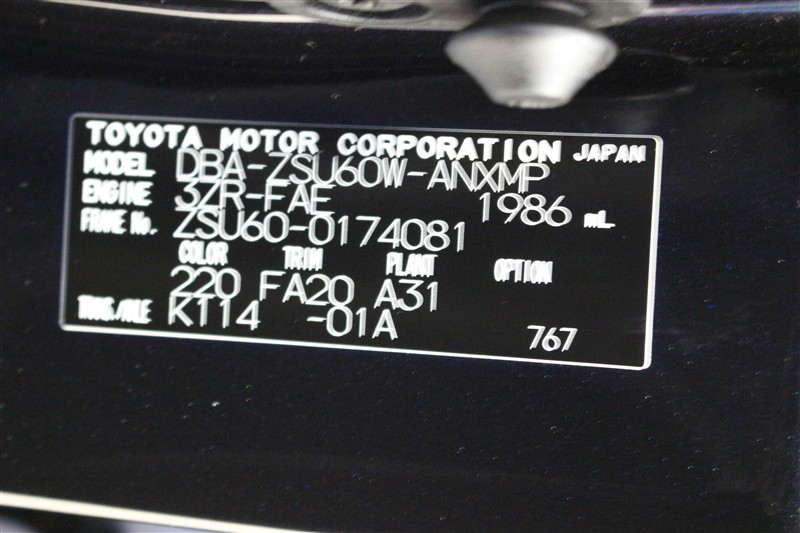 TOYOTA MOTOR CORPORATION JAPAN
MODEL DBA-ZSU60W-ANXMP
ENGINE 3ZR-FAE 1986 mL
FRAME No. ZSU60-0174081
COLOR TRIM PLANT OPTION
220 FA20 A31
TRANS./AXLE K114 -01A
767